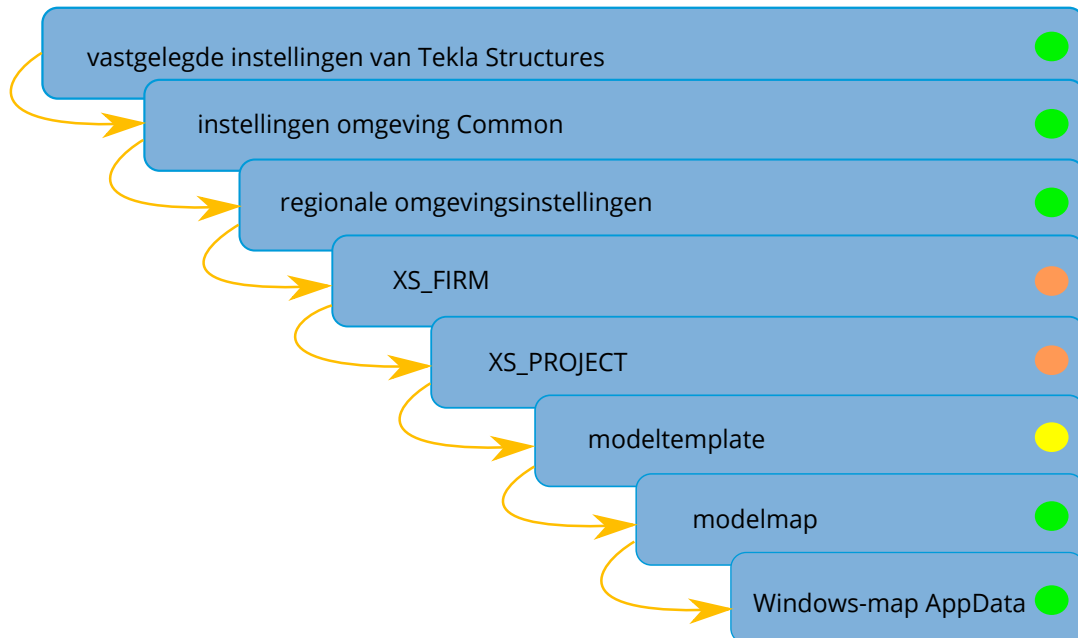 vastgelegde instellingen van Tekla Structures
instellingen omgeving Common
regionale omgevingsinstellingen
XS_FIRM
XS_PROJECT
modeltemplate
modelmap
Windows-map AppData